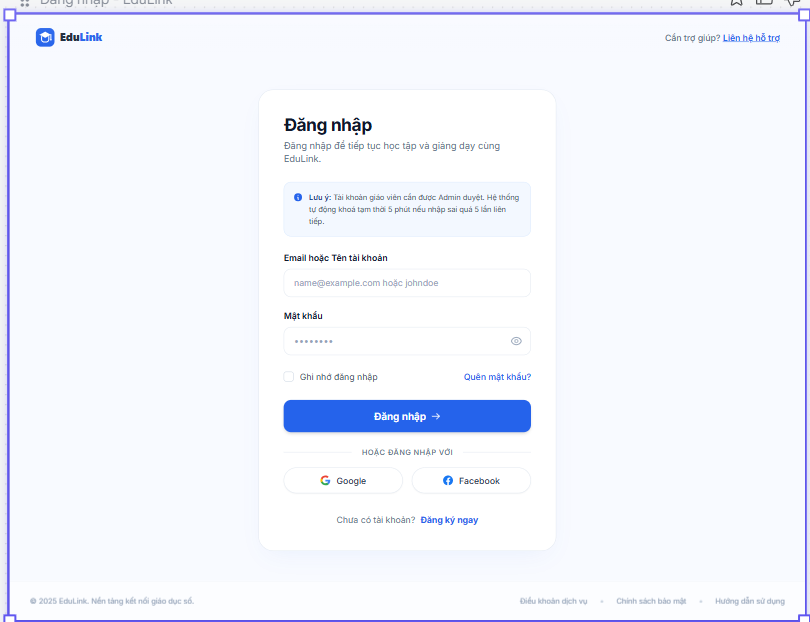 Đăng nhập · EduLink
EduLink
Cần trợ giúp? Liên hệ hỗ trợ
Đăng nhập
Đăng nhập để tiếp tục học tập và giảng dạy cùng
EduLink.
Lưu ý: Tài khoản giáo viên cần được Admin duyệt. Hệ thống
tự động khoá tạm thời 5 phút nếu nhập sai quá 5 lần liên
tiếp.
Email hoặc Tên tài khoản
name@example.com hoặc johndoe
Mật khẩu
••••••••
Ghi nhớ đăng nhập
Quên mật khẩu?
Đăng nhập →
HOẶC ĐĂNG NHẬP VỚI
Google
Facebook
Chưa có tài khoản? Đăng ký ngay
© 2025 EduLink. Nền tảng kết nối giáo dục số.
Điều khoản dịch vụ • Chính sách bảo mật • Hướng dẫn sử dụng